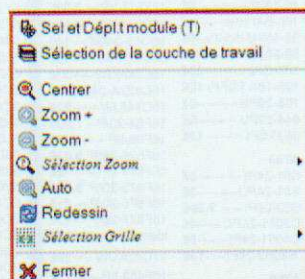 Sel et Dépl.t module (T)
Sélection de la couche de travail
Centrer
Zoom +
Zoom -
Sélection Zoom
Auto
Redessin
Sélection Grille
Fermer